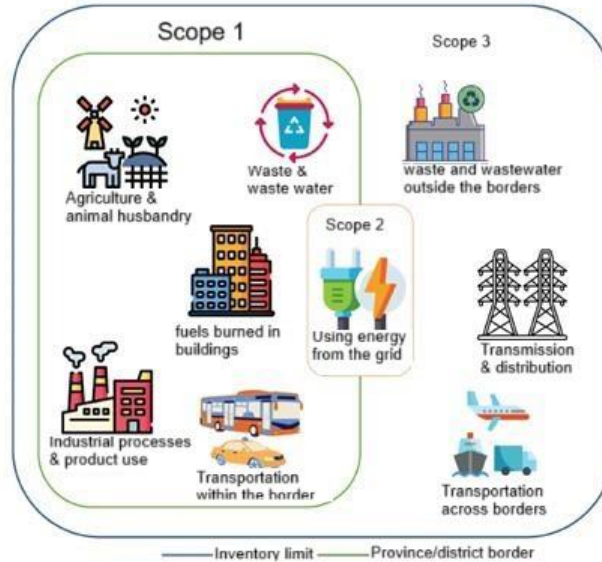 Scope 1
Scope 3
Agriculture &
animal husbandry
Waste &
waste water
waste and wastewater
outside the borders
Scope 2
fuels burned in
buildings
Using energy
from the grid
Transmission
& distribution
Industrial processes
& product use
Transportation
within the border
Transportation
across borders
Inventory limit
Province/district border